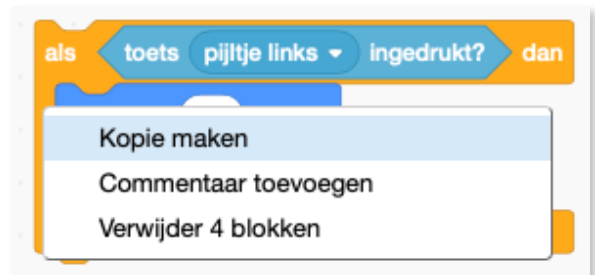 als toets pijltje links ingedrukt? dan
Kopie maken
Commentaar toevoegen
Verwijder 4 blokken